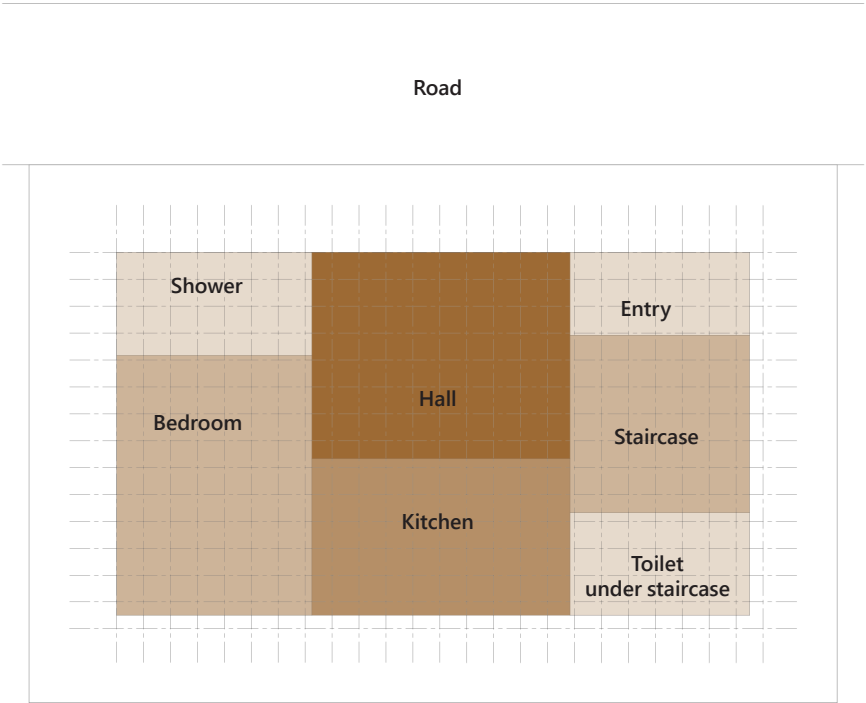 Road
Shower
Entry
Hall
Bedroom
Staircase
Kitchen
Toilet
under staircase